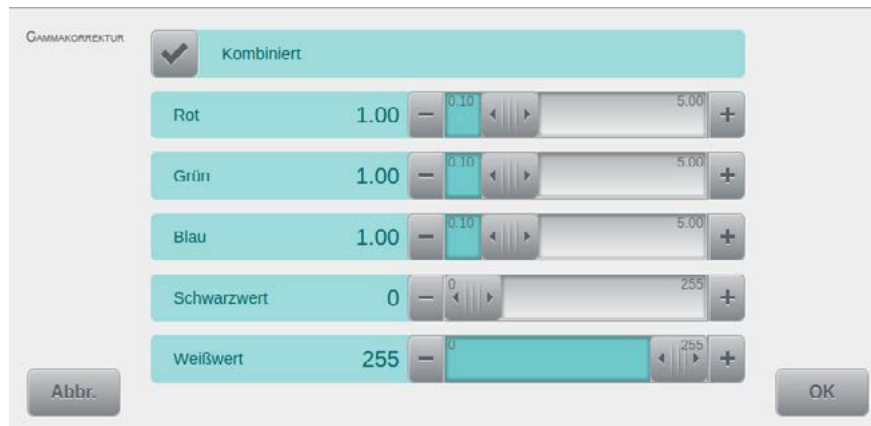 Gammakorrektur
Kombiniert
Rot 1.00 0.10 5.00
Grün 1.00 0.10 5.00
Blau 1.00 0.10 5.00
Schwarzwert 0 0 255
Weißwert 255 0 255
Abbr. OK